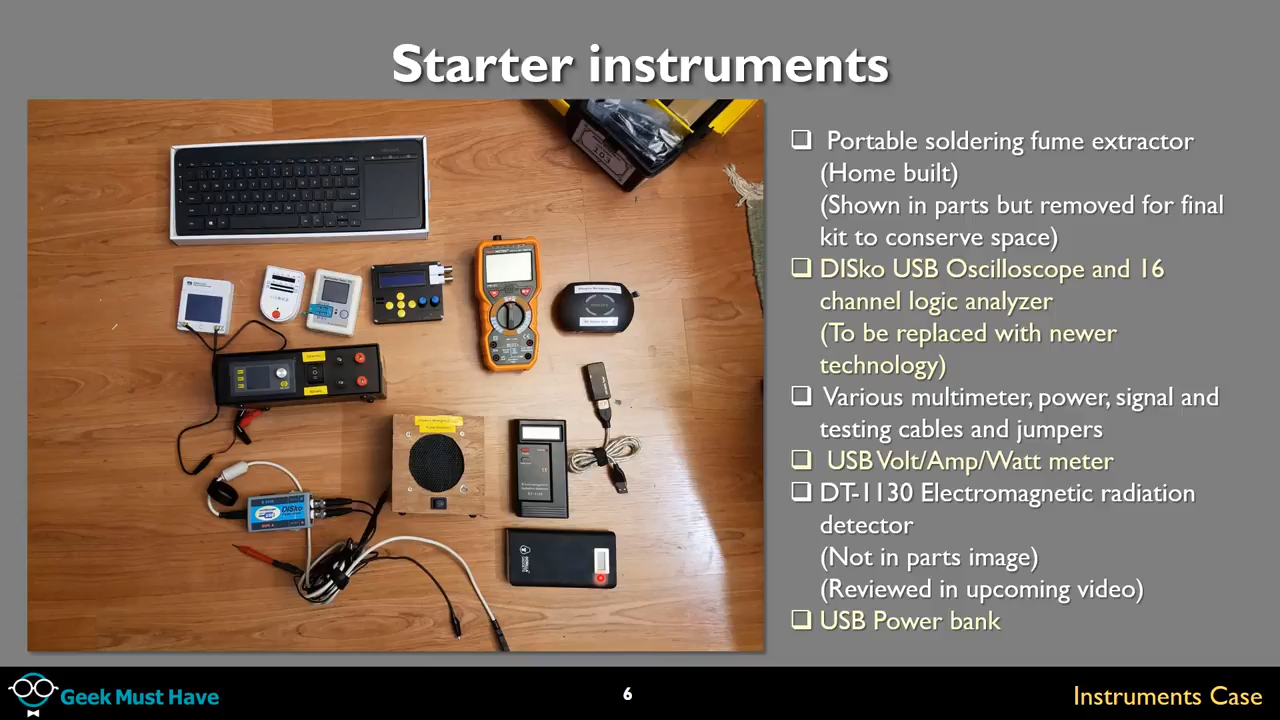 Starter instruments
❑ Portable soldering fume extractor
(Home built)
(Shown in parts but removed for final
kit to conserve space)
❑ DISko USB Oscilloscope and 16
channel logic analyzer
(To be replaced with newer
technology)
❑ Various multimeter, power, signal and
testing cables and jumpers
❑ USB Volt/Amp/Watt meter
❑ DT-1130 Electromagnetic radiation
detector
(Not in parts image)
(Reviewed in upcoming video)
❑ USB Power bank
103
DiSko
Geek Must Have
6
Instruments Case